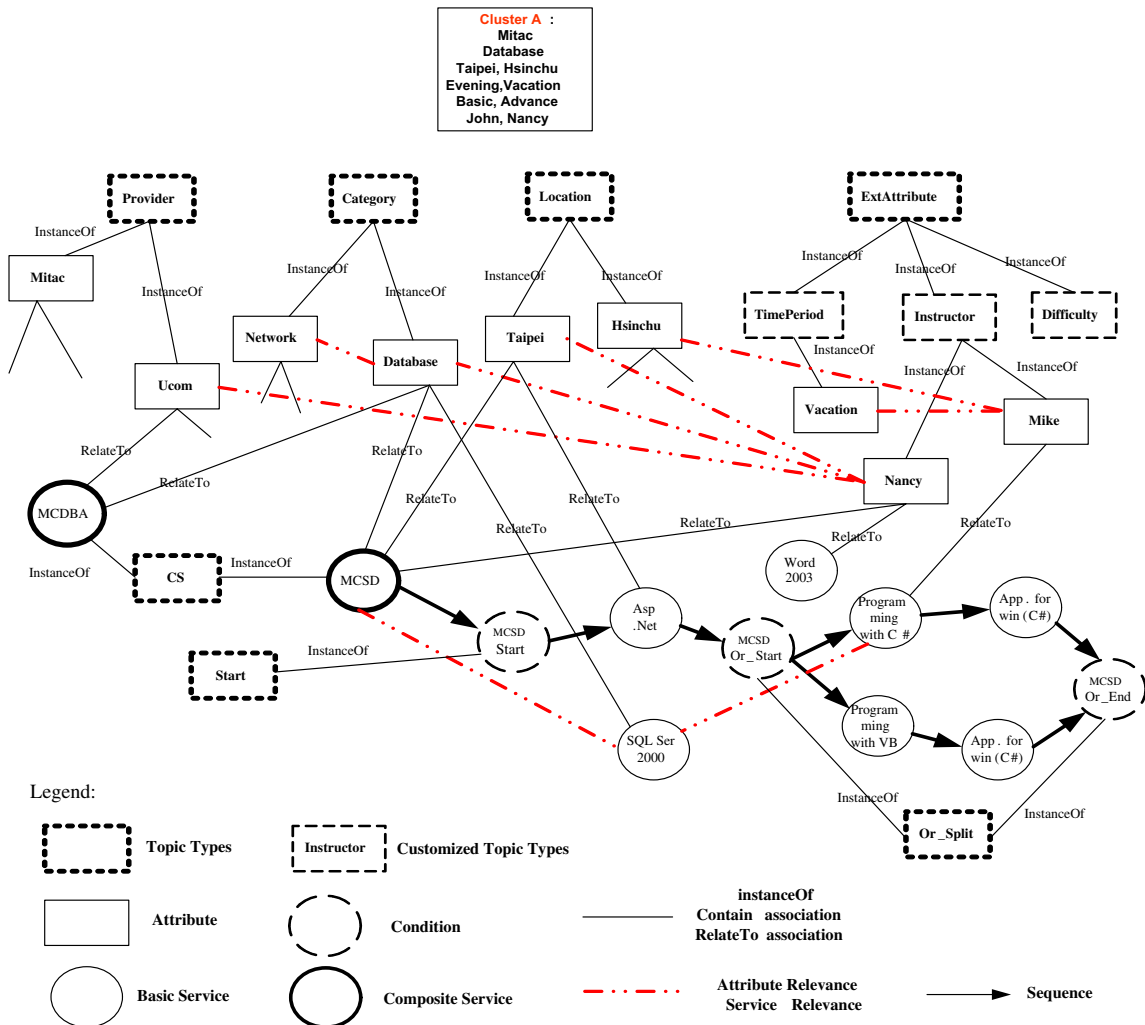 Cluster A :
Mitac
Database
Taipei, Hsinchu
Evening,Vacation
Basic, Advance
John, Nancy
Provider
Category
Location
ExtAttribute
InstanceOf
InstanceOf
InstanceOf
InstanceOf
InstanceOf
InstanceOf
InstanceOf
InstanceOf
InstanceOf
Mitac
TimePeriod
Instructor
Difficulty
Network
Taipei
Hsinchu
Database
Ucom
InstanceOf
InstanceOf
InstanceOf
Vacation
Mike
RelateTo
RelateTo
RelateTo
RelateTo
Nancy
MCDBA
RelateTo
RelateTo
RelateTo
RelateTo
InstanceOf
InstanceOf
CS
MCSD
Word
2003
Asp
.Net
Program
ming
with C #
App . for
win (C#)
MCSD
Start
MCSD
Or_Start
InstanceOf
Start
MCSD
Or_End
SQL Ser
2000
Program
ming
with VB
App . for
win (C#)
InstanceOf
InstanceOf
Or_Split
Legend:
Topic Types
Instructor
Customized Topic Types
Attribute
Condition
instanceOf
Contain association
RelateTo association
Basic Service
Composite Service
Attribute Relevance
Service Relevance
Sequence